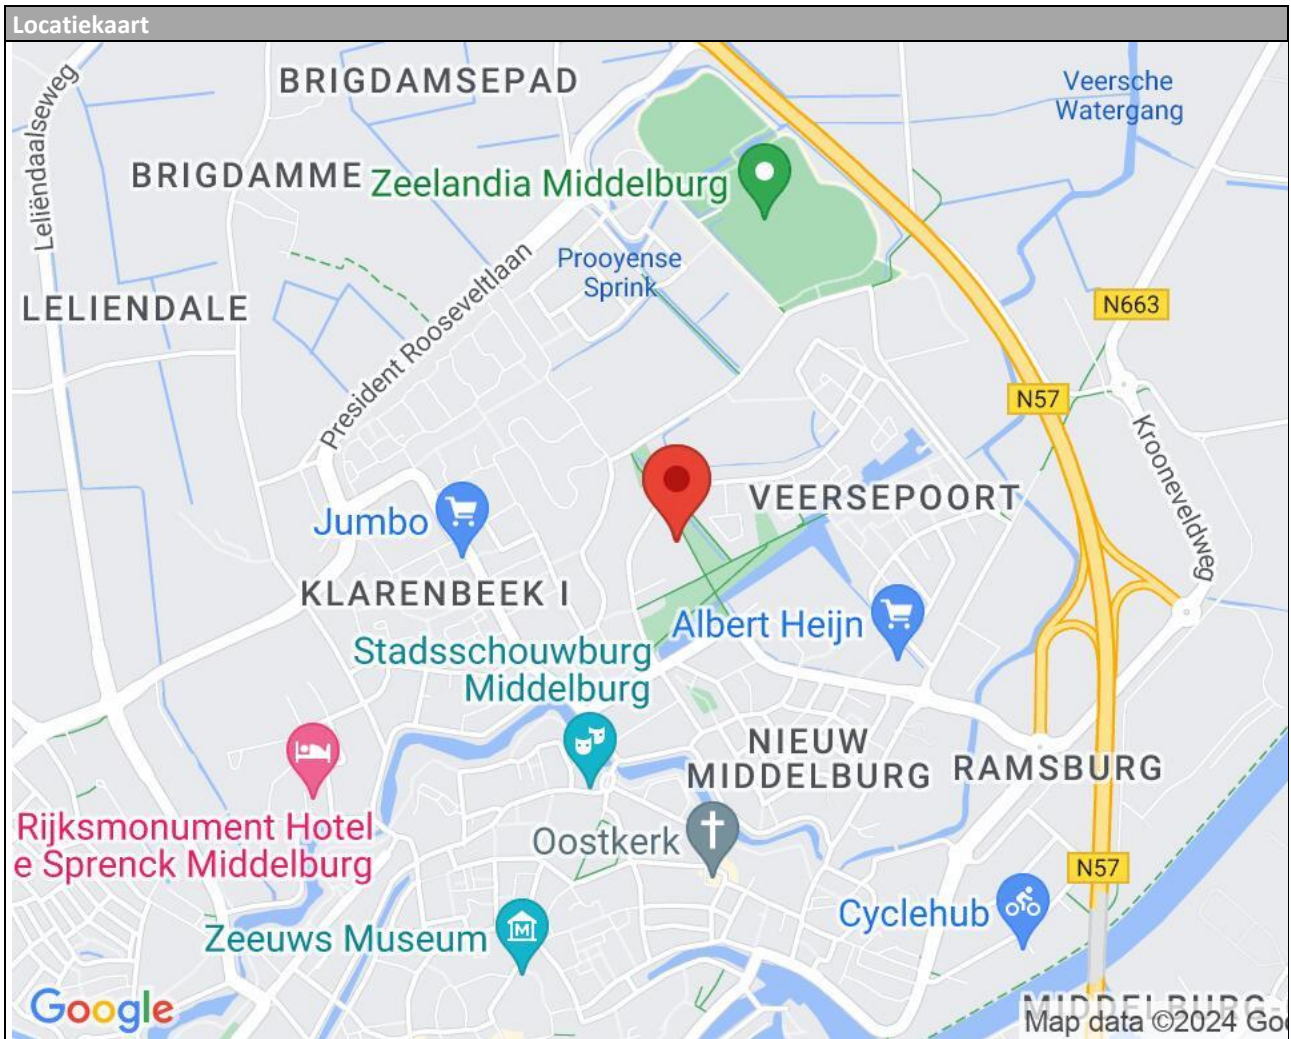 Locatiekaart
Leliëndaalseweg
BRIGDAMSEPAD
Veersche
Watergang
BRIGDAMME
Zeelandia Middelburg
Prooyense
Sprink
LELIENDALE
President Rooseveltlaan
N663
N57
Krooneveldweg
VEERSEPOORT
Jumbo
KLARENBEEK I
Albert Heijn
Stadsschouwburg
Middelburg
NIEUW
MIDDELBURG
RAMSBURG
Rijksmonument Hotel
e Sprenck Middelburg
Oostkerk
N57
Cyclehub
Zeeuws Museum
M
Google
MIDDELBURG-
Map data ©2024 Goo